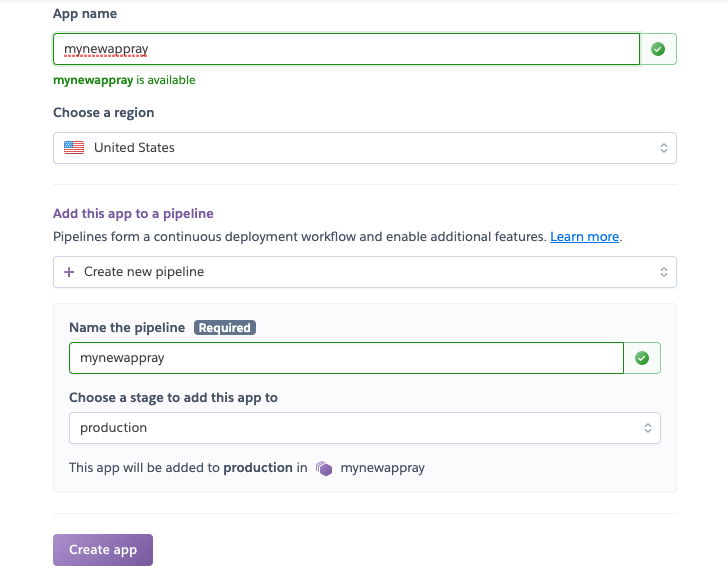 App name
mynewappray
mynewappray is available
Choose a region
United States
Add this app to a pipeline
Pipelines form a continuous deployment workflow and enable additional features. Learn more.
Create new pipeline
Name the pipeline Required
mynewappray
Choose a stage to add this app to
production
This app will be added to production in mynewappray
Create app